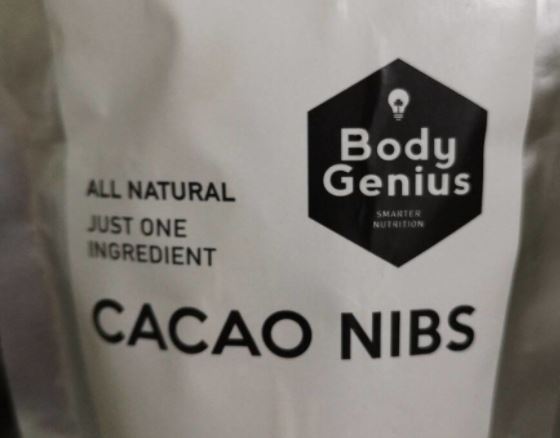 Body
Genius
SMARTER
NUTRITION
ALL NATURAL
JUST ONE
INGREDIENT
CACAO NIBS